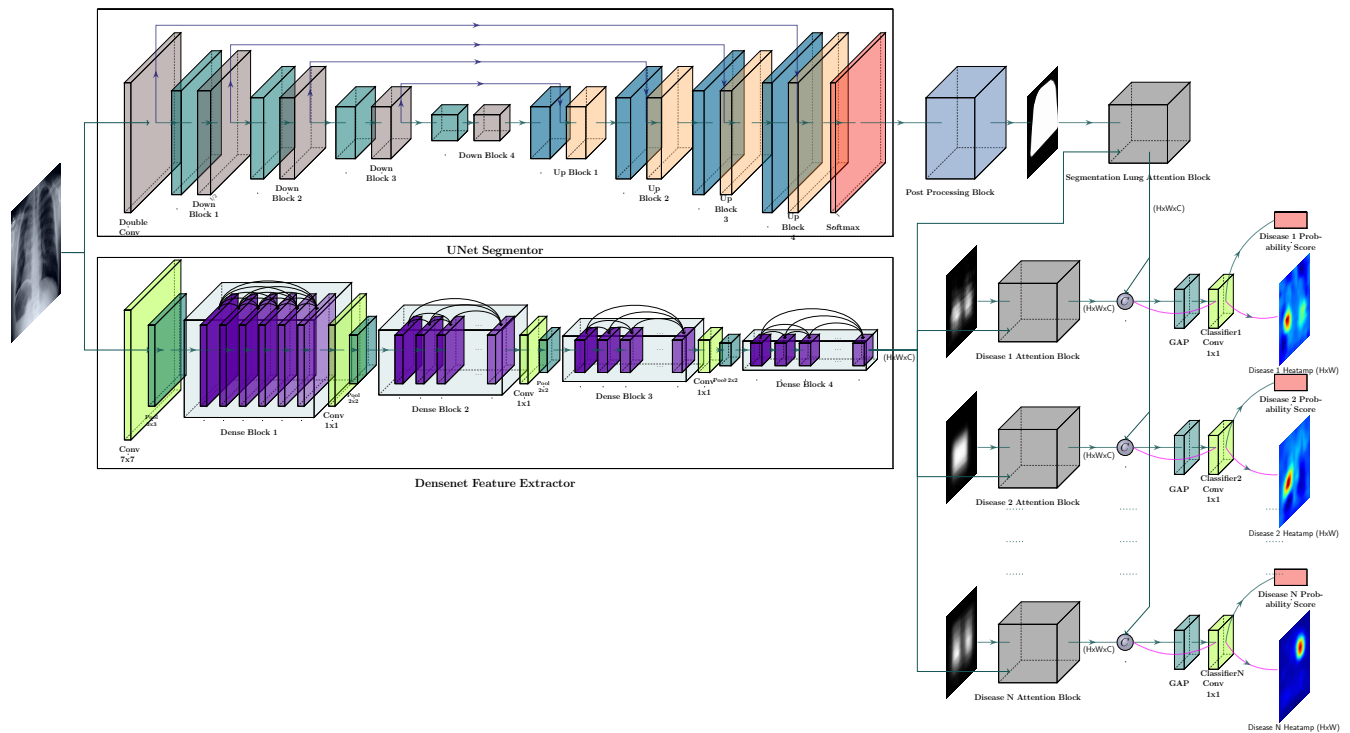 Double
Conv
Down
Block 1
Down
Block 2
Down
Block 3
Down Block 4
Up Block 1
Up
Block 2
Up
Block
3
Up
Block
4
Softmax
UNet Segmentor
Post Processing Block
Segmentation Lung Attention Block
(HxWxC)
Conv
7x7
Pool
3x3
Dense Block 1
Conv
1x1
Pool
2x2
Dense Block 2
Conv
1x1
Pool
2x2
Dense Block 3
Conv
1x1
Pool 2x2
Dense Block 4
(HxWxC)
Densenet Feature Extractor
Disease 1 Attention Block
(HxWxC)
C
GAP
Classifier1
Conv
1x1
Disease 1 Prob-
ability Score
Disease 1 Heatamp (HxW)
Disease 2 Attention Block
(HxWxC)
C
GAP
Classifier2
Conv
1x1
Disease 2 Prob-
ability Score
Disease 2 Heatamp (HxW)
Disease N Attention Block
(HxWxC)
C
GAP
ClassifierN
Conv
1x1
Disease N Prob-
ability Score
Disease N Heatamp (HxW)